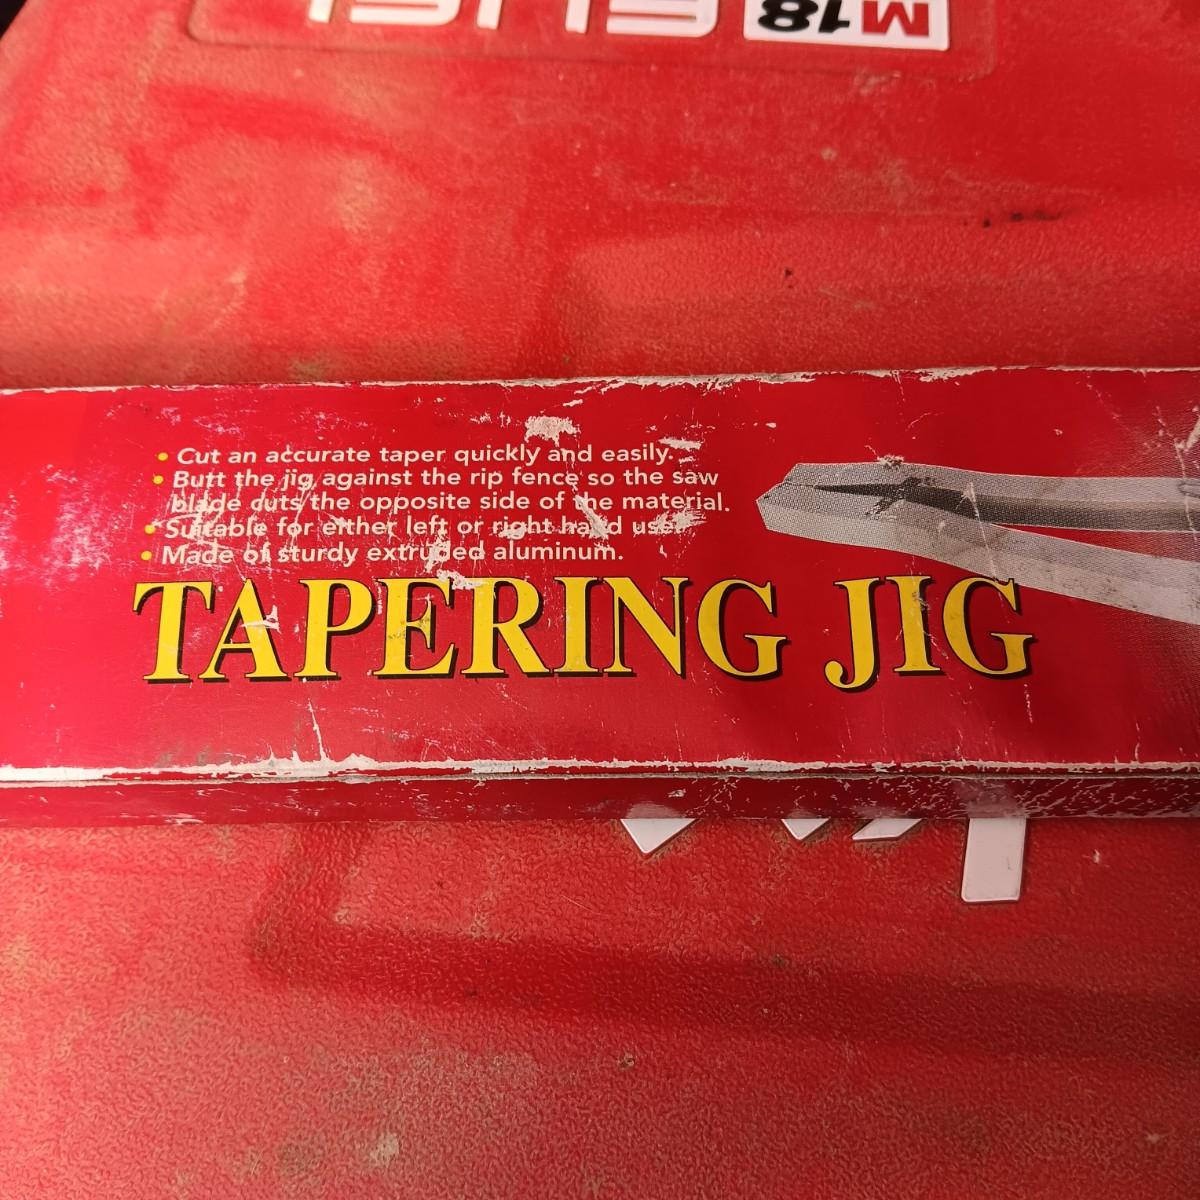 M18
FUEL
• Cut an accurate taper quickly and easily.
• Butt the jig against the rip fence so the saw
blade cuts the opposite side of the material.
• Suitable for either left or right hand use.
• Made of sturdy extruded aluminum.
TAPERING JIG